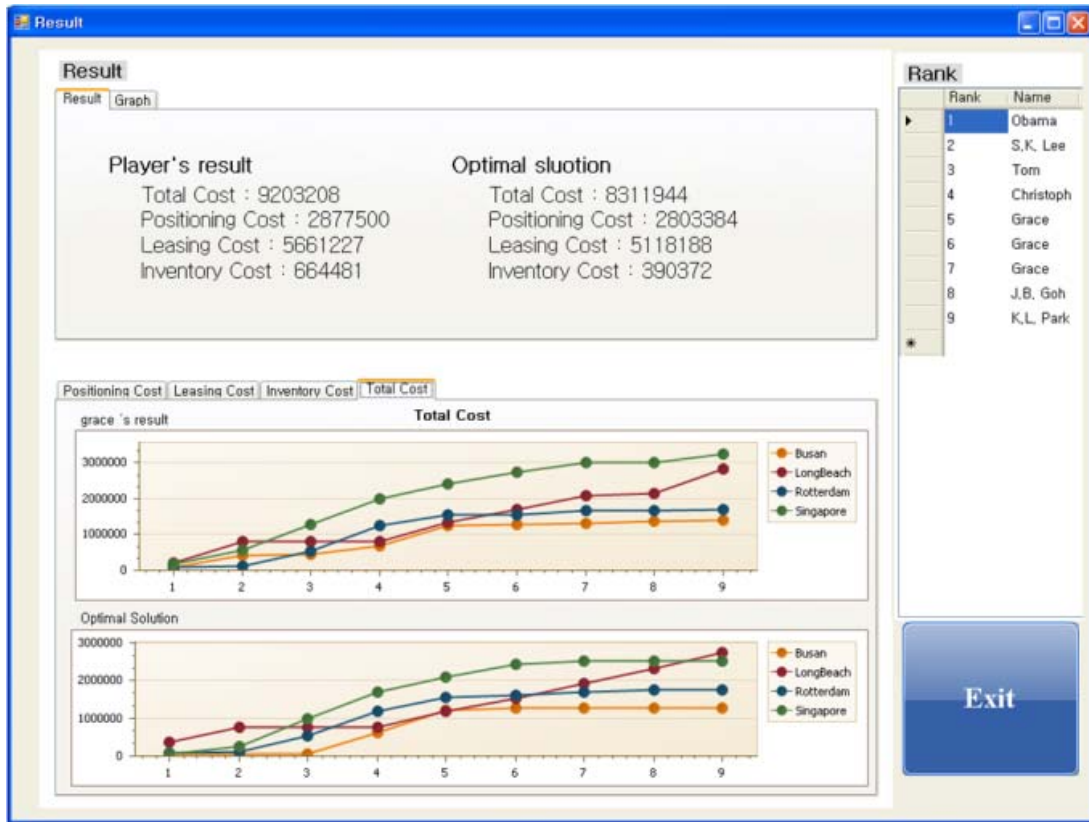 Result
Result
Result Graph
Player's result
Total Cost : 9203208
Positioning Cost : 2877500
Leasing Cost : 5661227
Inventory Cost : 664481
Optimal sluotion
Total Cost : 8311944
Positioning Cost : 2803384
Leasing Cost : 5118188
Inventory Cost : 390372
Positioning Cost Leasing Cost Inventory Cost Total Cost
grace 's result
Total Cost
3000000
2000000
1000000
0
1 2 3 4 5 6 7 8 9
Busan
LongBeach
Rotterdam
Singapore
Optimal Solution
3000000
2000000
1000000
0
1 2 3 4 5 6 7 8 9
Busan
LongBeach
Rotterdam
Singapore
Rank
Rank Name
1 Obama
2 S.K. Lee
3 Tom
4 Christoph
5 Grace
6 Grace
7 Grace
8 J.B. Goh
9 K.L. Park
Exit